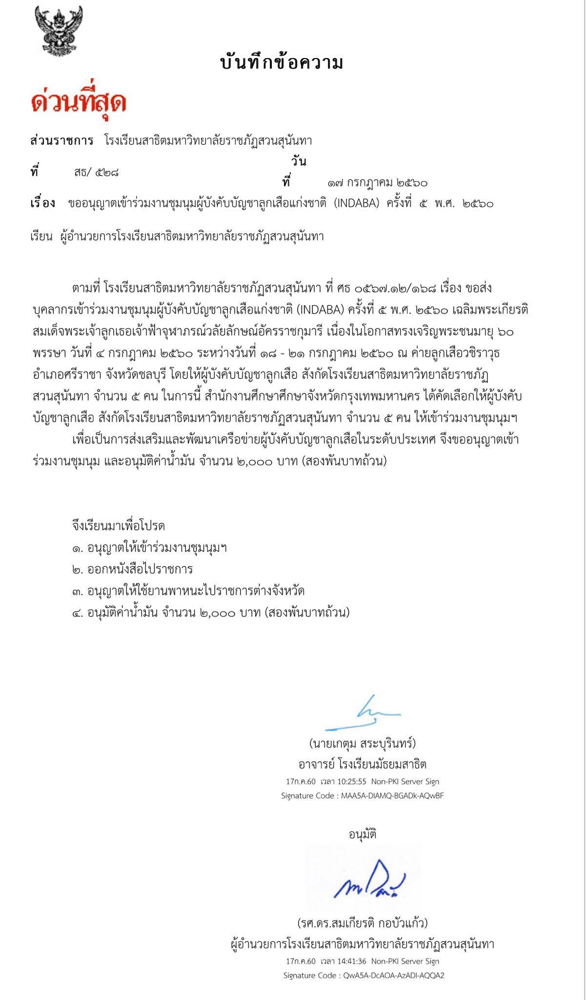 บันทึกข้อความ
ด่วนที่สุด
ส่วนราชการ โรงเรียนสาธิตมหาวิทยาลัยราชภัฏสวนสุนันทา
ที่ สธ/ ๕๒๘ วันที่ ๑๗ กรกฎาคม ๒๕๖๐
เรื่อง ขออนุญาตเข้าร่วมงานชุมนุมผู้บังคับบัญชาลูกเสือแก่งชาติ (INDABA) ครั้งที่ ๕ พ.ศ. ๒๕๖๐
เรียน ผู้อำนวยการโรงเรียนสาธิตมหาวิทยาลัยราชภัฏสวนสุนันทา
ตามที่ โรงเรียนสาธิตมหาวิทยาลัยราชภัฏสวนสุนันทา ที่ ศธ ๐๕๖๗.๑๒/๑๖๘ เรื่อง ขอส่ง
บุคลากรเข้าร่วมงานชุมนุมผู้บังคับบัญชาลูกเสือแก่งชาติ (INDABA) ครั้งที่ ๕ พ.ศ. ๒๕๖๐ เฉลิมพระเกียรติ
สมเด็จพระเจ้าลูกเธอเจ้าฟ้าจุฬาภรณ์วลัยลักษณ์อัครราชกุมารี เนื่องในโอกาสทรงเจริญพระชนมายุ ๖๐
พรรษา วันที่ ๔ กรกฎาคม ๒๕๖๐ ระหว่างวันที่ ๑๘ - ๒๑ กรกฎาคม ๒๕๖๐ ณ ค่ายลูกเสือวชิราวุธ
อำเภอศรีราชา จังหวัดชลบุรี โดยให้ผู้บังคับบัญชาลูกเสือ สังกัดโรงเรียนสาธิตมหาวิทยาลัยราชภัฏ
สวนสุนันทา จำนวน ๕ คน ในการนี้ สำนักงานศึกษาศึกษาจังหวัดกรุงเทพมหานคร ได้คัดเลือกให้ผู้บังคับ
บัญชาลูกเสือ สังกัดโรงเรียนสาธิตมหาวิทยาลัยราชภัฏสวนสุนันทา จำนวน ๕ คน ให้เข้าร่วมงานชุมนุมฯ
เพื่อเป็นการส่งเสริมและพัฒนาเครือข่ายผู้บังคับบัญชาลูกเสือในระดับประเทศ จึงขออนุญาตเข้า
ร่วมงานชุมนุม และอนุมัติค่าน้ำมัน จำนวน ๒,๐๐๐ บาท (สองพันบาทถ้วน)
จึงเรียนมาเพื่อโปรด
๑. อนุญาตให้เข้าร่วมงานชุมนุมฯ
๒. ออกหนังสือไปราชการ
๓. อนุญาตให้ใช้ยานพาหนะไปราชการต่างจังหวัด
๔. อนุมัติค่าน้ำมัน จำนวน ๒,๐๐๐ บาท (สองพันบาทถ้วน)
(นายเกตุม สระบุรินทร์)
อาจารย์ โรงเรียนมัธยมสาธิต
17ก.ค.60 เวลา 10:25:55 Non-PKI Server Sign
Signature Code : MAA5A-DIAMQ-BGADk-AQwBF
อนุมัติ
(รศ.ดร.สมเกียรติ กอบัวแก้ว)
ผู้อำนวยการโรงเรียนสาธิตมหาวิทยาลัยราชภัฏสวนสุนันทา
17ก.ค.60 เวลา 14:41:36 Non-PKI Server Sign
Signature Code : QwA5A-DcAOA-AzADI-AQQA2